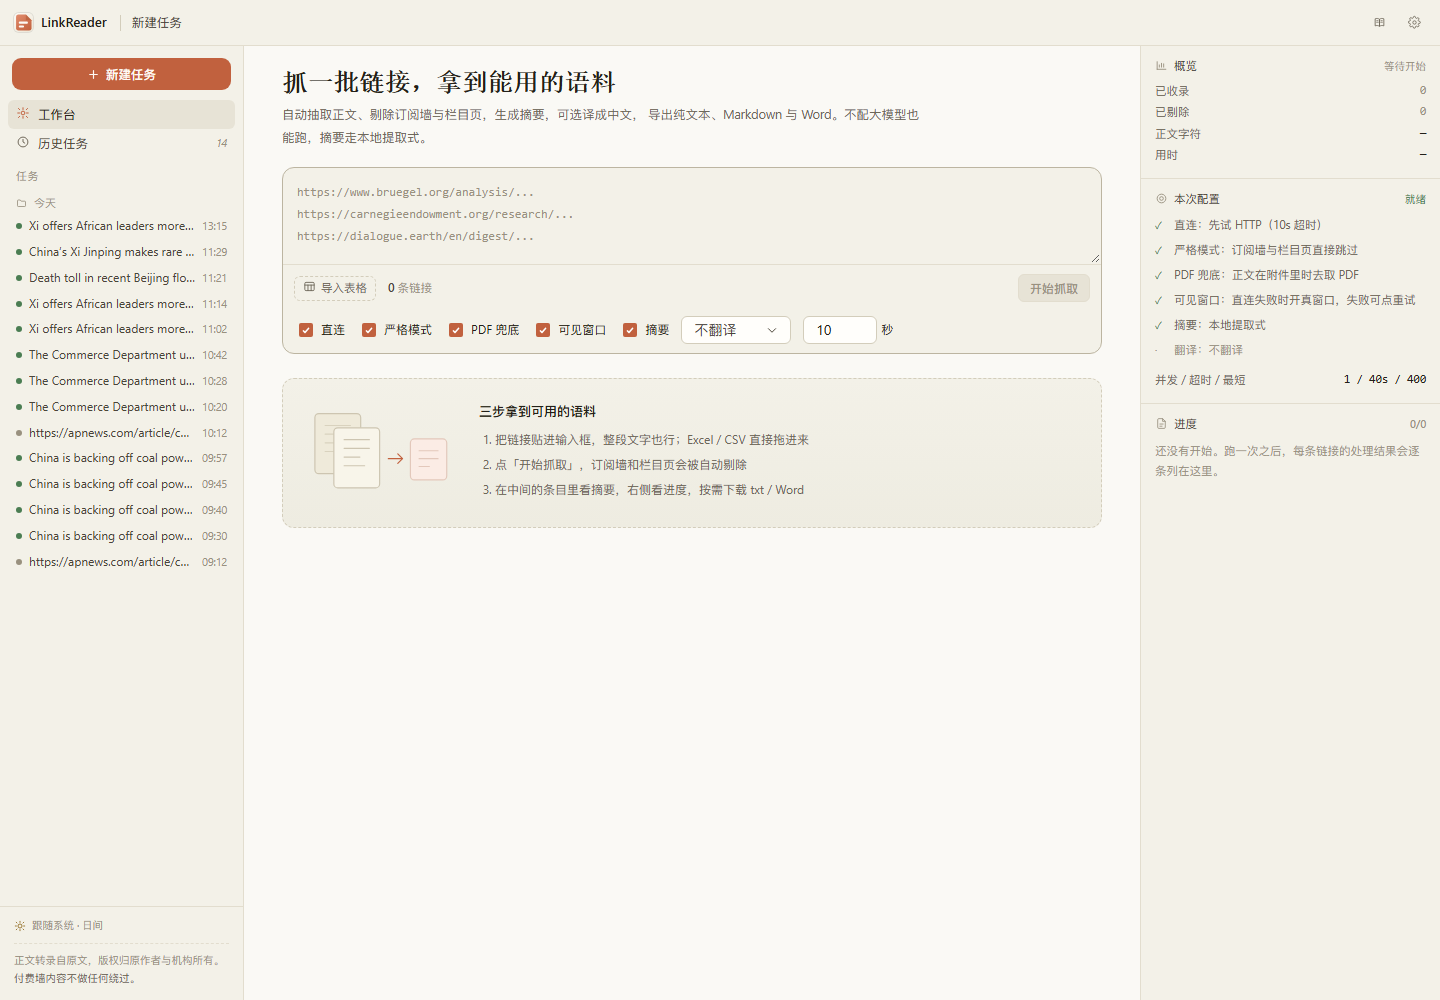 LinkReader
新建任务
+ 新建任务
工作台
历史任务 14
任务
今天
Xi offers African leaders more... 13:15
China's Xi Jinping makes rare ... 11:29
Death toll in recent Beijing flo... 11:21
Xi offers African leaders more... 11:14
Xi offers African leaders more... 11:02
The Commerce Department u... 10:42
The Commerce Department u... 10:28
The Commerce Department u... 10:20
https://apnews.com/article/c... 10:12
China is backing off coal pow... 09:57
China is backing off coal pow... 09:45
China is backing off coal pow... 09:40
China is backing off coal pow... 09:30
https://apnews.com/article/c... 09:12
跟随系统 · 日间
正文转录自原文，版权归原作者与机构所有。
付费墙内容不做任何绕过。
抓一批链接，拿到能用的语料
自动抽取正文、剔除订阅墙与栏目页，生成摘要，可选译成中文， 导出纯文本、Markdown 与 Word。不配大模型也
能跑，摘要走本地提取式。
https://www.bruegel.org/analysis/...
https://carnegieendowment.org/research/...
https://dialogue.earth/en/digest/...
导入表格 0 条链接 开始抓取
直连 严格模式 PDF 兜底 可见窗口 摘要 不翻译 10 秒
三步拿到可用的语料
1. 把链接贴进输入框，整段文字也行；Excel / CSV 直接拖进来
2. 点「开始抓取」，订阅墙和栏目页会被自动剔除
3. 在中间的条目里看摘要，右侧看进度，按需下载 txt / Word
概览 等待开始
已收录 0
已剔除 0
正文字符 —
用时 —
本次配置 就绪
✓ 直连：先试 HTTP（10s 超时）
✓ 严格模式：订阅墙与栏目页直接跳过
✓ PDF 兜底：正文在附件里时去取 PDF
✓ 可见窗口：直连失败时开真窗口，失败可点重试
✓ 摘要：本地提取式
· 翻译：不翻译
并发 / 超时 / 最短 1 / 40s / 400
进度 0/0
还没有开始。跑一次之后，每条链接的处理结果会逐
条列在这里。